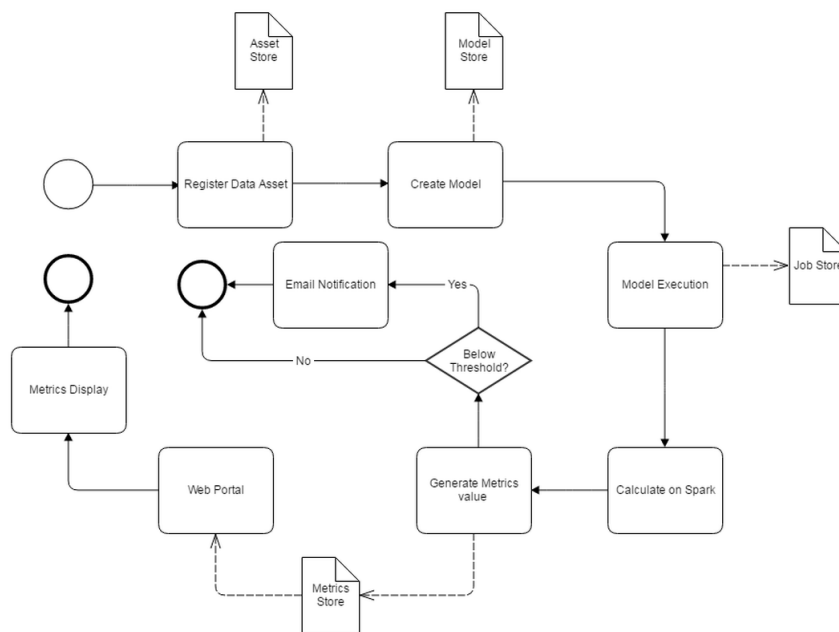 Asset
Store
Model
Store
Register Data Asset
Create Model
Email Notification
Yes
Model Execution
Job Store
Below
Threshold?
No
Metrics Display
Web Portal
Generate Metrics
value
Calculate on Spark
Metrics
Store